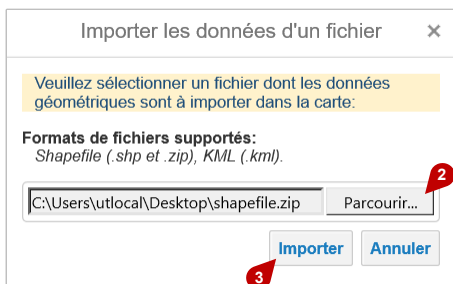 Importer les données d'un fichier ×
Veuillez sélectionner un fichier dont les données
géométriques sont à importer dans la carte:
Formats de fichiers supportés:
Shapefile (.shp et .zip), KML (.kml).
2
C:\Users\utlocal\Desktop\shapefile.zip Parcourir...
Importer Annuler
3